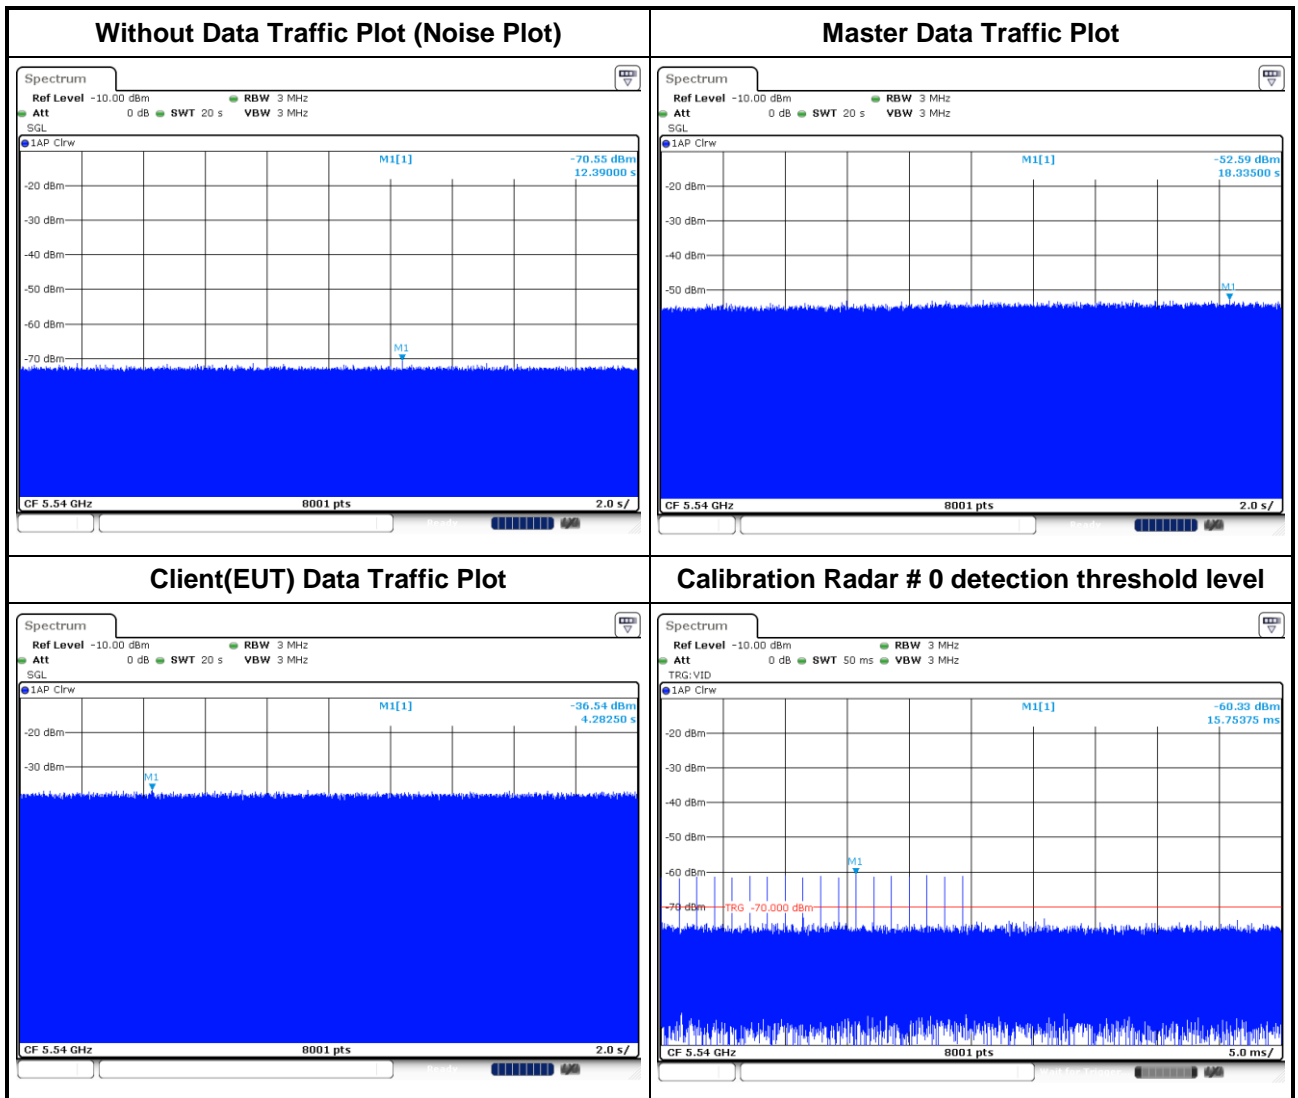 Without Data Traffic Plot (Noise Plot)
Spectrum
Ref Level -10.00 dBm RBW 3 MHz
Att 0 dB SWT 20 s VBW 3 MHz
SGL
1AP Clrw
M1[1] -70.55 dBm
12.39000 s
-20 dBm
-30 dBm
-40 dBm
-50 dBm
-60 dBm
M1
-70 dBm
CF 5.54 GHz 8001 pts 2.0 s/
Ready
Master Data Traffic Plot
Spectrum
Ref Level -10.00 dBm RBW 3 MHz
Att 0 dB SWT 20 s VBW 3 MHz
SGL
1AP Clrw
M1[1] -52.59 dBm
18.33500 s
-20 dBm
-30 dBm
-40 dBm
-50 dBm
M1
CF 5.54 GHz 8001 pts 2.0 s/
Ready
Client(EUT) Data Traffic Plot
Spectrum
Ref Level -10.00 dBm RBW 3 MHz
Att 0 dB SWT 20 s VBW 3 MHz
SGL
1AP Clrw
M1[1] -36.54 dBm
4.28250 s
-20 dBm
-30 dBm
M1
CF 5.54 GHz 8001 pts 2.0 s/
Ready
Calibration Radar # 0 detection threshold level
Spectrum
Ref Level -10.00 dBm RBW 3 MHz
Att 0 dB SWT 50 ms VBW 3 MHz
TRG:VID
1AP Clrw
M1[1] -60.33 dBm
15.75375 ms
-20 dBm
-30 dBm
-40 dBm
-50 dBm
M1
-60 dBm
-70 dBm TRG -70.000 dBm
CF 5.54 GHz 8001 pts 5.0 ms/
Wait for Trigger